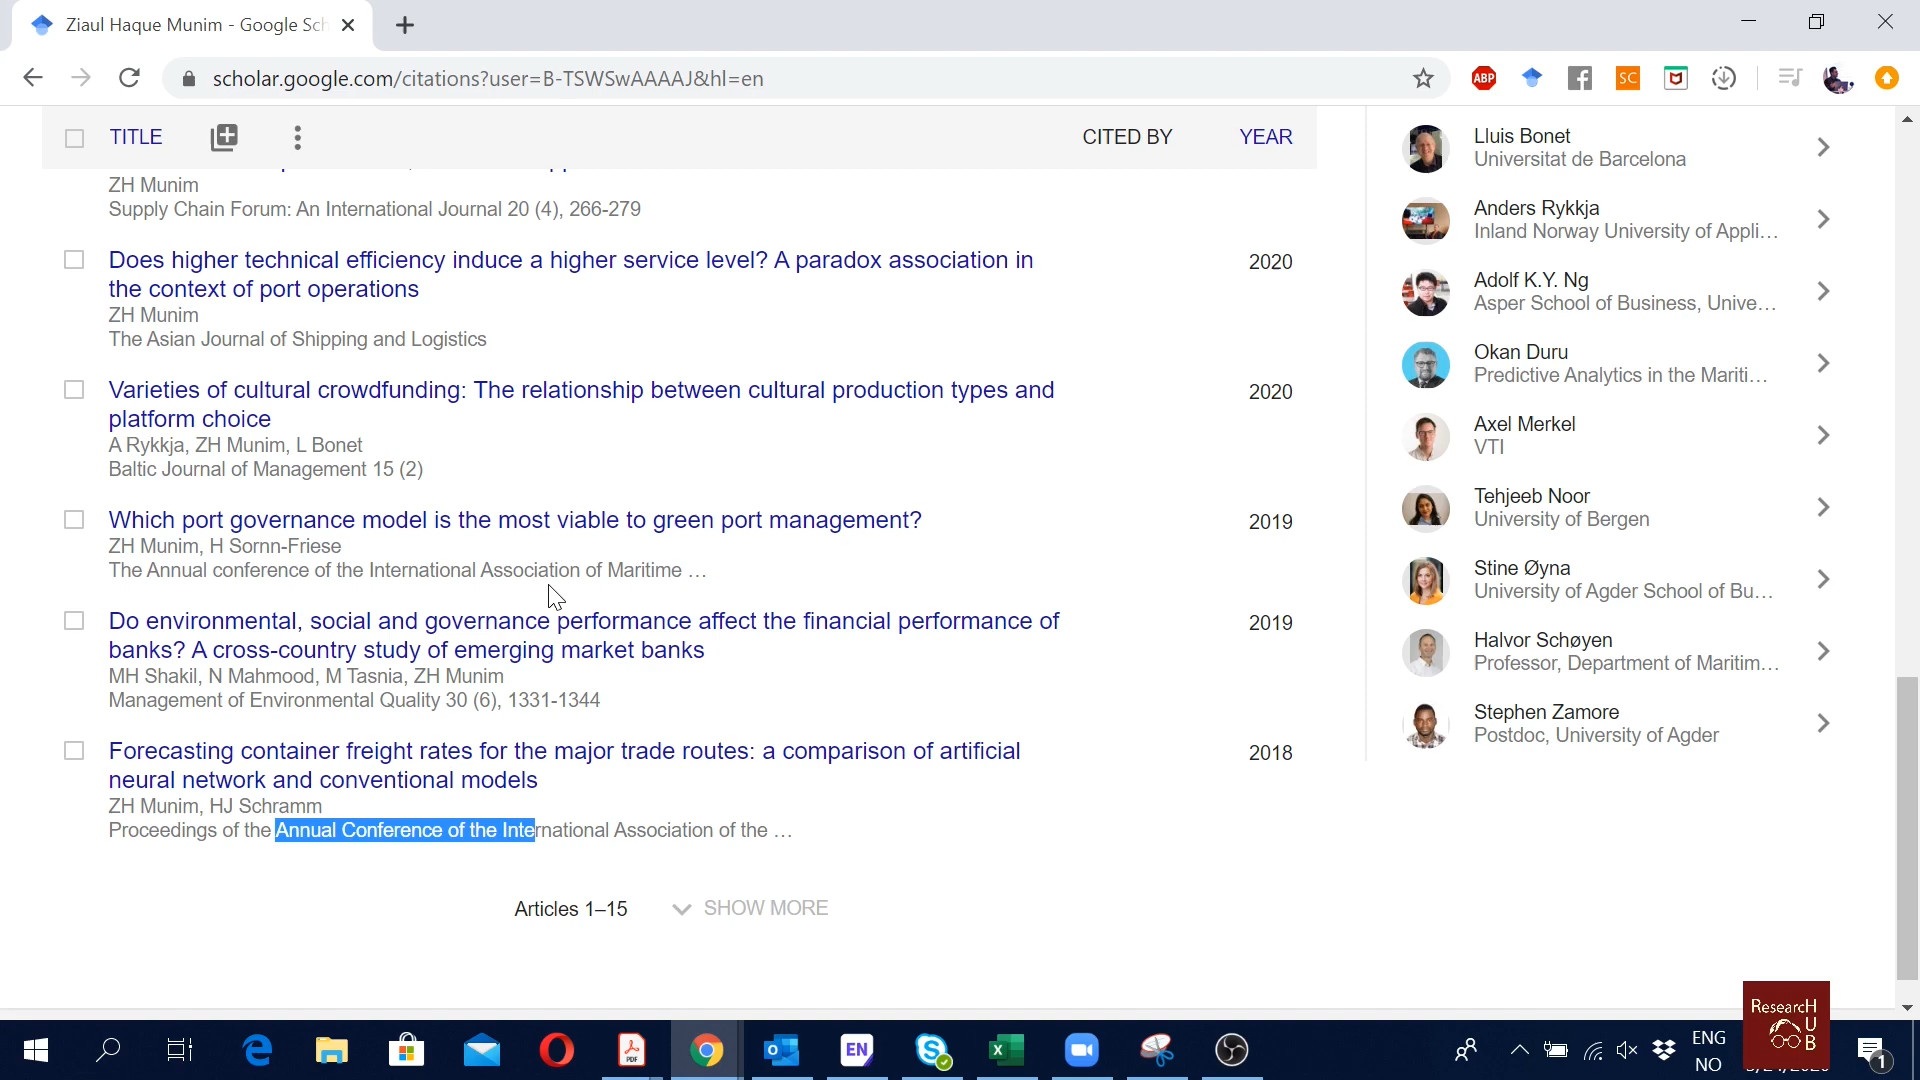 Ziaul Haque Munim - Google Sch
scholar.google.com/citations?user=B-TSWSwAAAAJ&hl=en
ABP
SC
TITLE
CITED BY
YEAR
ZH Munim
Supply Chain Forum: An International Journal 20 (4), 266-279
Does higher technical efficiency induce a higher service level? A paradox association in
the context of port operations
ZH Munim
The Asian Journal of Shipping and Logistics
2020
Varieties of cultural crowdfunding: The relationship between cultural production types and
platform choice
A Rykkja, ZH Munim, L Bonet
Baltic Journal of Management 15 (2)
2020
Which port governance model is the most viable to green port management?
ZH Munim, H Sornn-Friese
The Annual conference of the International Association of Maritime …
2019
Do environmental, social and governance performance affect the financial performance of
banks? A cross-country study of emerging market banks
MH Shakil, N Mahmood, M Tasnia, ZH Munim
Management of Environmental Quality 30 (6), 1331-1344
2019
Forecasting container freight rates for the major trade routes: a comparison of artificial
neural network and conventional models
ZH Munim, HJ Schramm
Proceedings of the Annual Conference of the International Association of the …
2018
Articles 1–15
SHOW MORE
Lluis Bonet
Universitat de Barcelona
Anders Rykkja
Inland Norway University of Appli…
Adolf K.Y. Ng
Asper School of Business, Unive…
Okan Duru
Predictive Analytics in the Mariti…
Axel Merkel
VTI
Tehjeeb Noor
University of Bergen
Stine Øyna
University of Agder School of Bu…
Halvor Schøyen
Professor, Department of Maritim…
Stephen Zamore
Postdoc, University of Agder
ResearcH
U
B
PDF
EN
ENG
NO
1